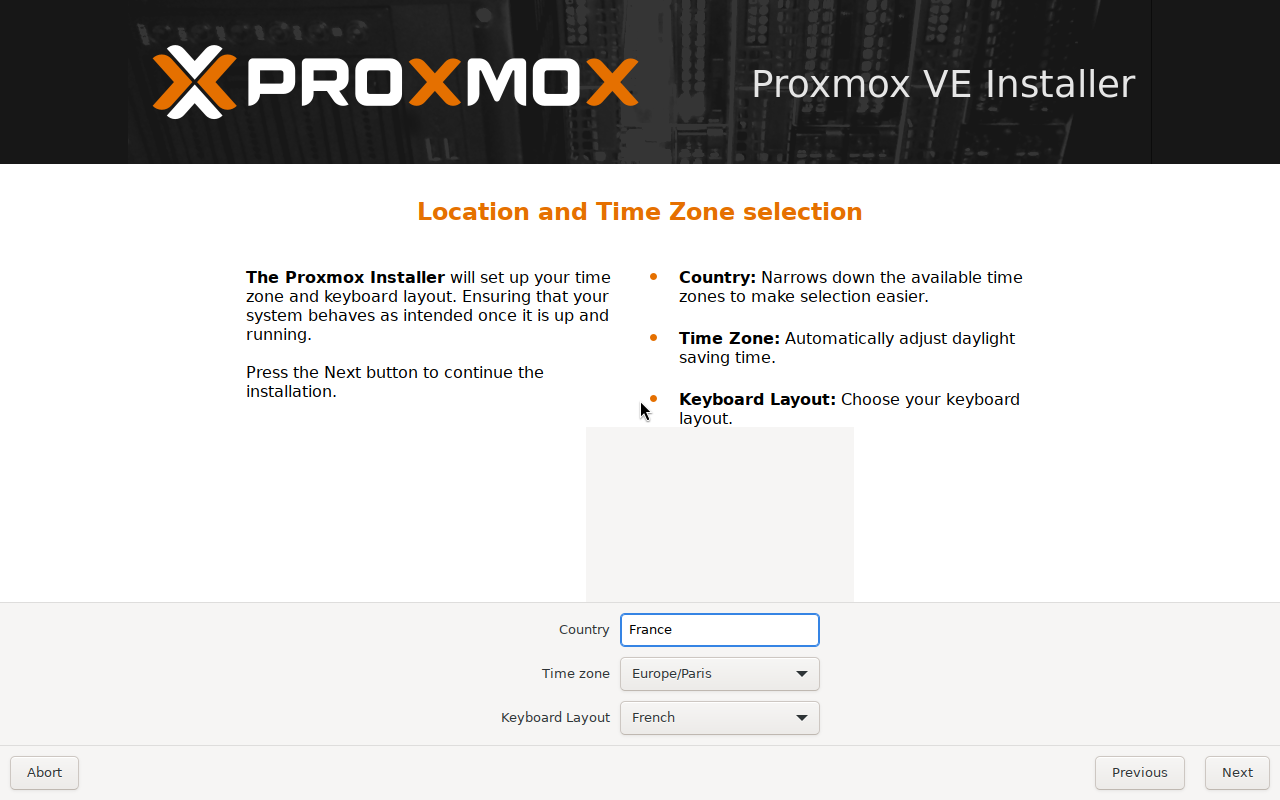 PROXMOX
Proxmox VE Installer
Location and Time Zone selection
The Proxmox Installer will set up your time
zone and keyboard layout. Ensuring that your
system behaves as intended once it is up and
running.
Press the Next button to continue the
installation.
Country: Narrows down the available time
zones to make selection easier.
Time Zone: Automatically adjust daylight
saving time.
Keyboard Layout: Choose your keyboard
layout.
Country France
Time zone Europe/Paris
Keyboard Layout French
Abort Previous Next